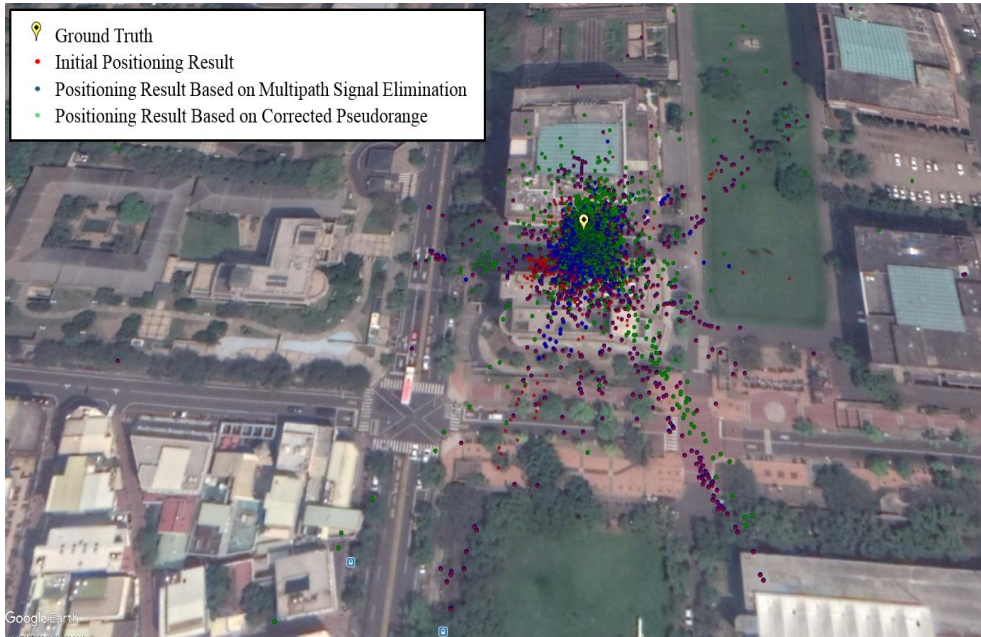 Ground Truth
Initial Positioning Result
Positioning Result Based on Multipath Signal Elimination
Positioning Result Based on Corrected Pseudorange
Google Earth